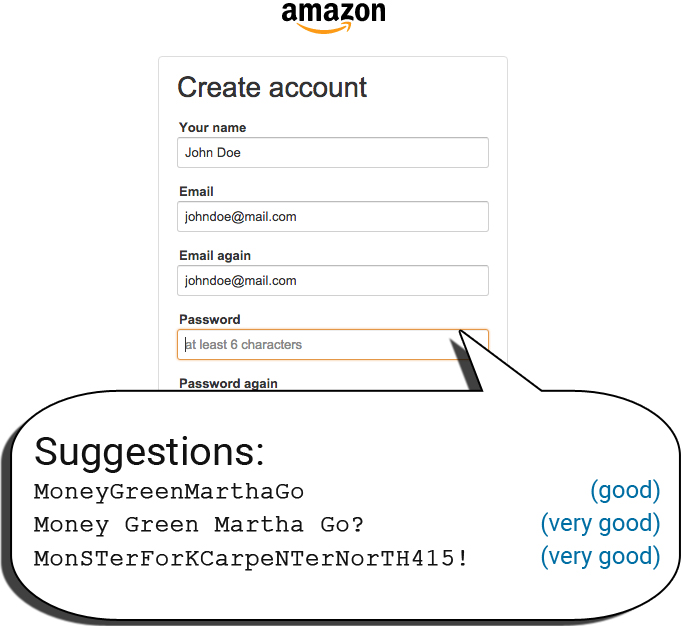 amazon
Create account
Your name
John Doe
Email
johndoe@mail.com
Email again
johndoe@mail.com
Password
at least 6 characters
Password again
Suggestions:
MoneyGreenMarthaGo (good)
Money Green Martha Go? (very good)
MonSTerForKCarpeNTerNorTH415! (very good)